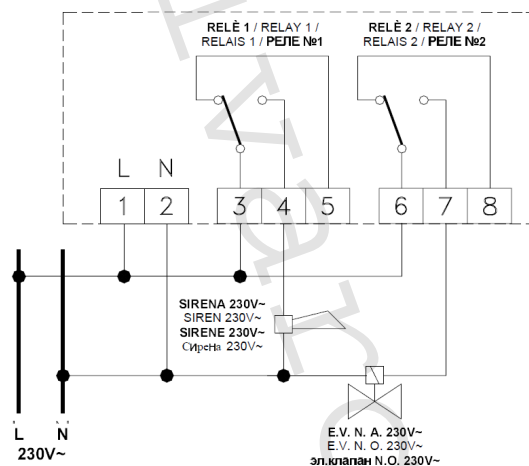 RELÈ 1 / RELAY 1 /
RELAIS 1 / РЕЛЕ №1
RELÈ 2 / RELAY 2 /
RELAIS 2 / РЕЛЕ №2
L N
1 2 3 4 5 6 7 8
SIRENA 230V~
SIREN 230V~
SIRENE 230V~
Сирена 230V~
L N
230V~
E.V. N. A. 230V~
E.V. N. O. 230V~
эл.клапан N.O. 230V~